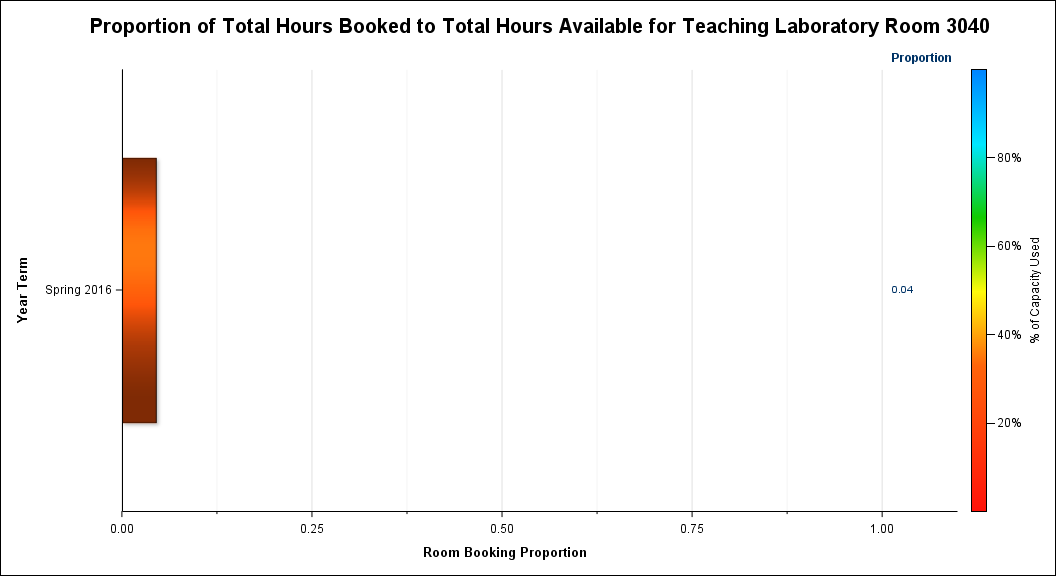 Proportion of Total Hours Booked to Total Hours Available for Teaching Laboratory Room 3040
Proportion
80%
60%
40%
20%
% of Capacity Used
Year Term
Spring 2016
0.04
0.00
0.25
0.50
0.75
1.00
Room Booking Proportion